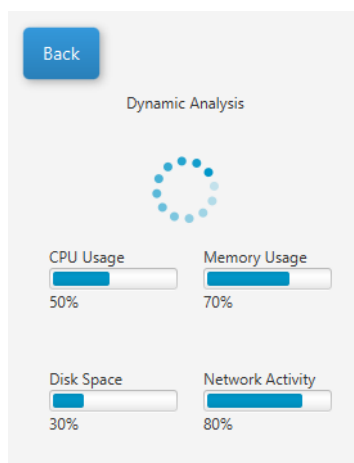 Back
Dynamic Analysis
CPU Usage
50%
Memory Usage
70%
Disk Space
30%
Network Activity
80%